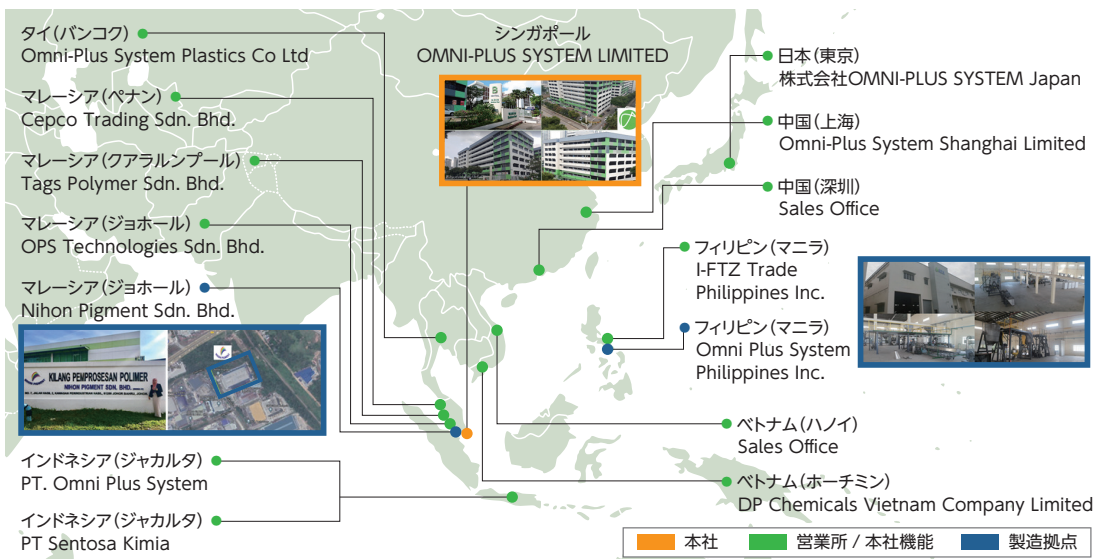 タイ（バンコク）
Omni-Plus System Plastics Co Ltd
マレーシア（ペナン）
Cepco Trading Sdn. Bhd.
マレーシア（クアラルンプール）
Tags Polymer Sdn. Bhd.
マレーシア（ジョホール）
OPS Technologies Sdn. Bhd.
マレーシア（ジョホール）
Nihon Pigment Sdn. Bhd.
KILANG PEMPROSESAN POLIMER
NIHON PIGMENT SDN. BHD.
インドネシア（ジャカルタ）
PT. Omni Plus System
インドネシア（ジャカルタ）
PT Sentosa Kimia
シンガポール
OMNI-PLUS SYSTEM LIMITED
日本（東京）
株式会社OMNI-PLUS SYSTEM Japan
中国（上海）
Omni-Plus System Shanghai Limited
中国（深圳）
Sales Office
フィリピン（マニラ）
I-FTZ Trade
Philippines Inc.
フィリピン（マニラ）
Omni Plus System
Philippines Inc.
ベトナム（ハノイ）
Sales Office
ベトナム（ホーチミン）
DP Chemicals Vietnam Company Limited
本社
営業所 / 本社機能
製造拠点